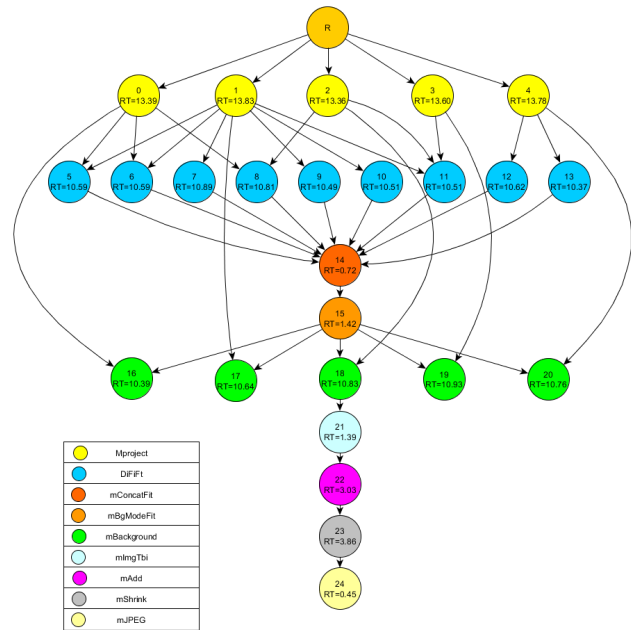 R
0
RT=13.39
1
RT=13.83
2
RT=13.36
3
RT=13.60
4
RT=13.78
5
RT=10.59
6
RT=10.59
7
RT=10.89
8
RT=10.81
9
RT=10.49
10
RT=10.51
11
RT=10.51
12
RT=10.62
13
RT=10.37
14
RT=0.72
15
RT=1.42
16
RT=10.39
17
RT=10.64
18
RT=10.83
19
RT=10.93
20
RT=10.76
21
RT=1.39
22
RT=3.03
23
RT=3.86
24
RT=0.45
Mproject
DiFiFt
mConcatFit
mBgModeFit
mBackground
mImgTbi
mAdd
mShrink
mJPEG